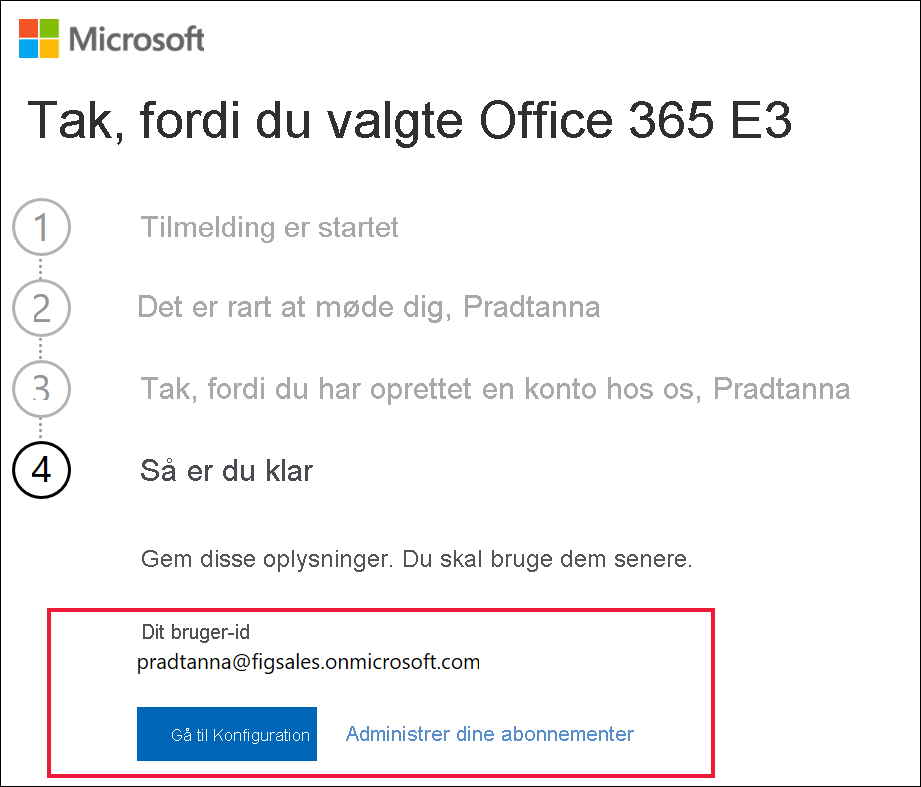 Microsoft
Tak, fordi du valgte Office 365 E3
1
Tilmelding er startet
2
Det er rart at møde dig, Pradtanna
3
Tak, fordi du har oprettet en konto hos os, Pradtanna
4
Så er du klar
Gem disse oplysninger. Du skal bruge dem senere.
Dit bruger-id
pradtanna@figsales.onmicrosoft.com
Gå til Konfiguration
Administrer dine abonnementer